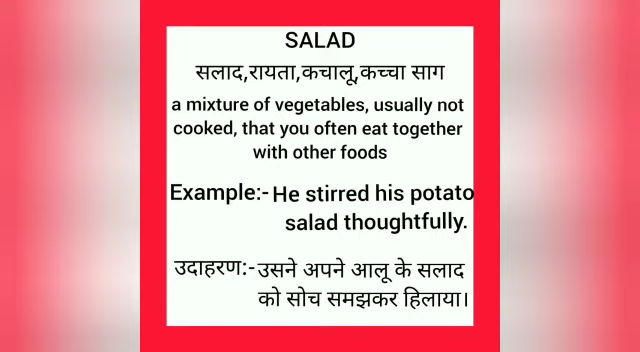 SALAD
सलाद,रायता,कचालू,कच्चा साग
a mixture of vegetables, usually not
cooked, that you often eat together
with other foods
Example:- He stirred his potato
salad thoughtfully.
उदाहरण:- उसने अपने आलू के सलाद
को सोच समझकर हिलाया।